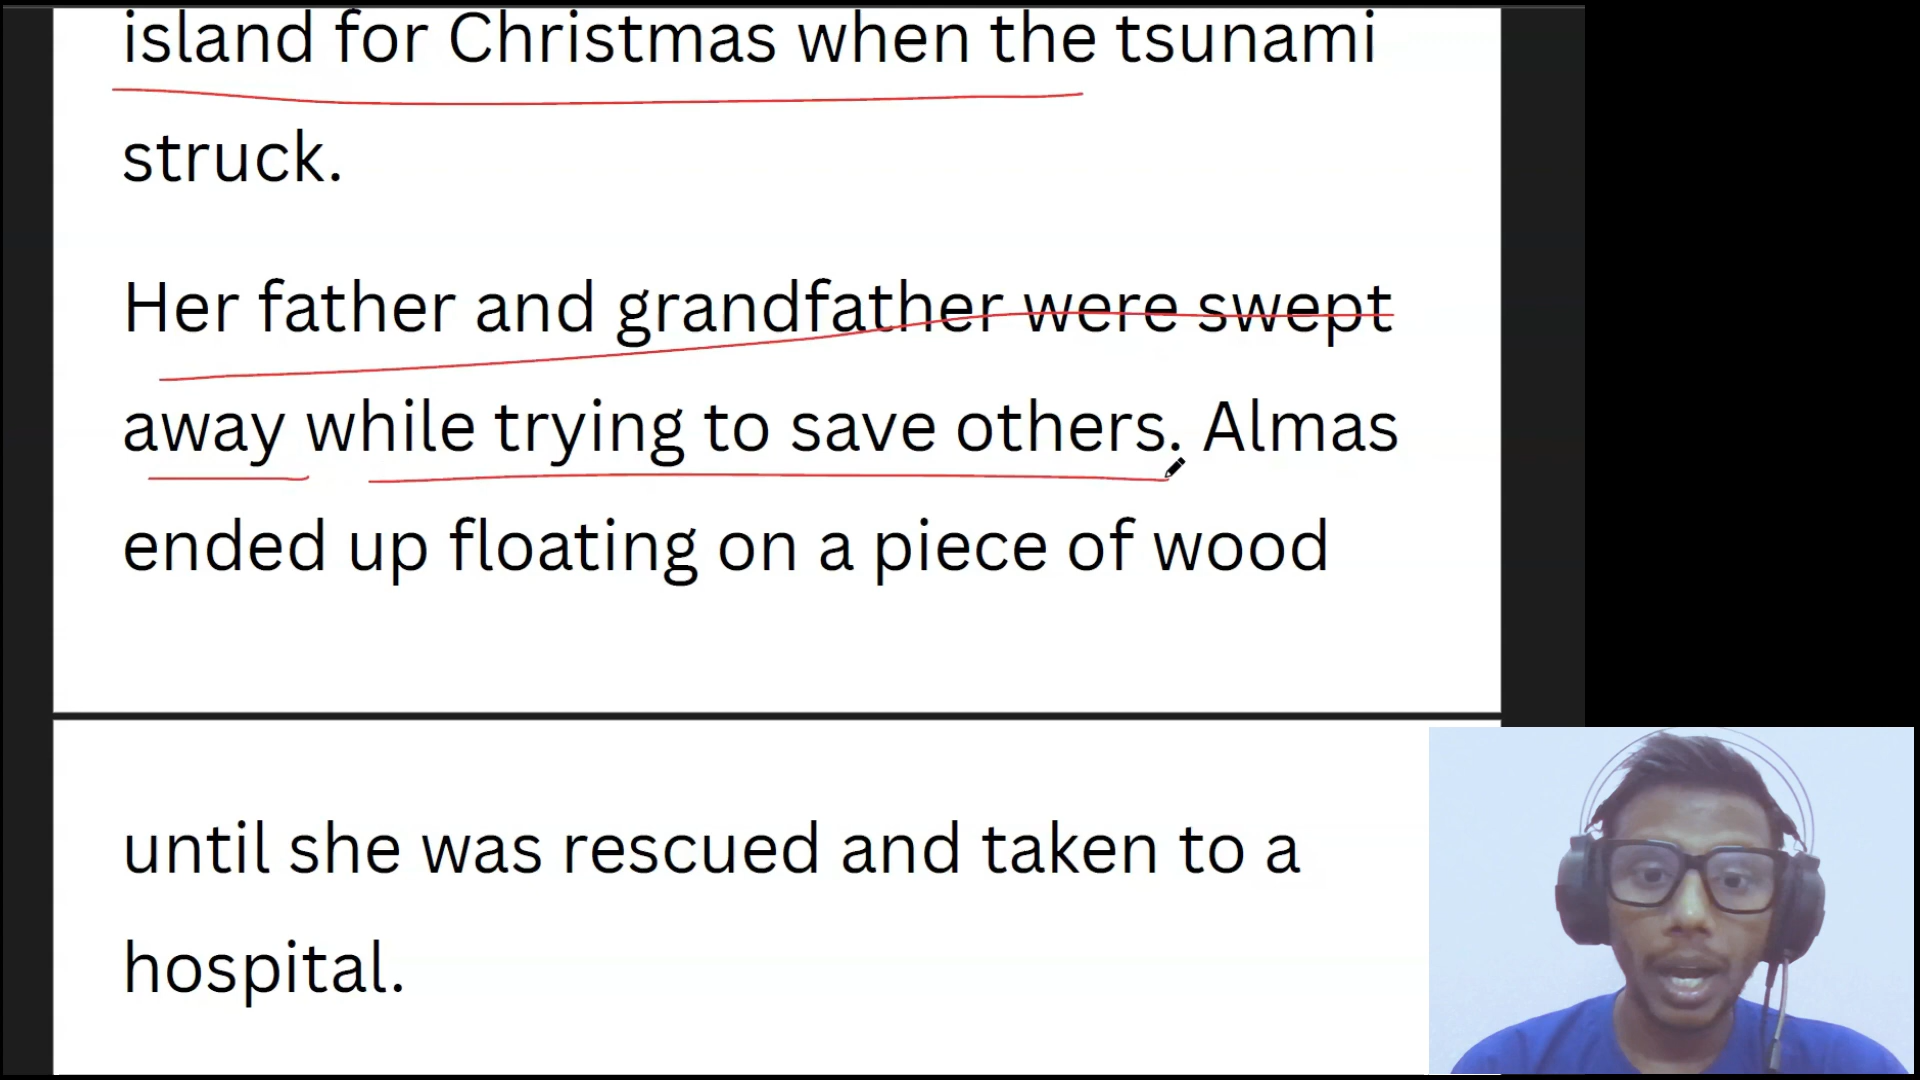 island for Christmas when the tsunami
struck.
Her father and grandfather were swept
away while trying to save others. Almas
ended up floating on a piece of wood
until she was rescued and taken to a
hospital.